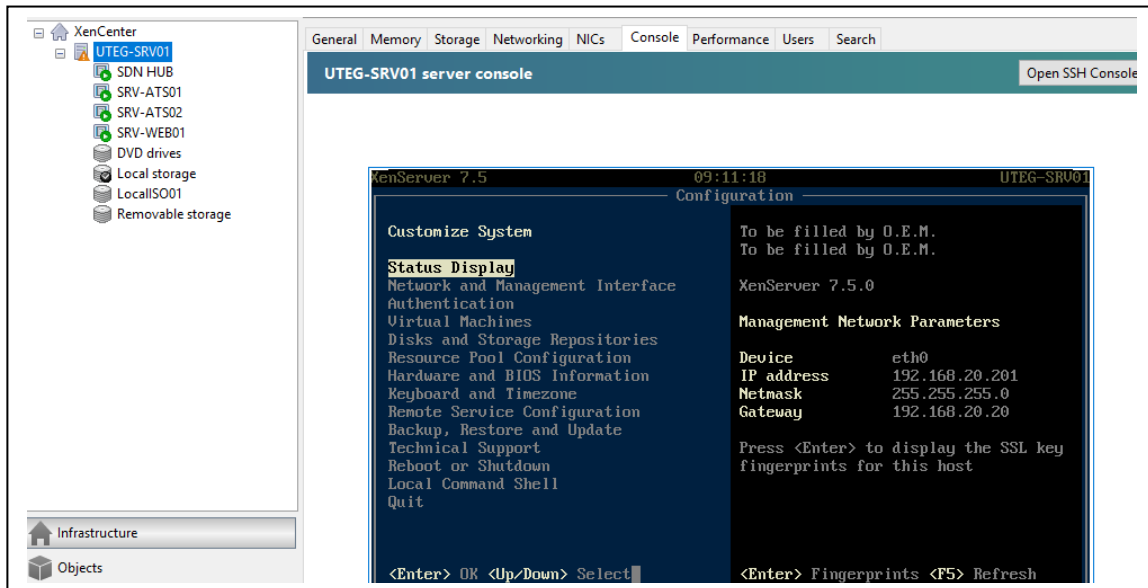 XenCenter
UTEG-SRV01
SDN HUB
SRV-ATS01
SRV-ATS02
SRV-WEB01
DVD drives
Local storage
LocalISO01
Removable storage
Infrastructure
Objects
General Memory Storage Networking NICs Console Performance Users Search
UTEG-SRV01 server console
Open SSH Console
XenServer 7.5 09:11:18 UTEG-SRV01
Configuration
Customize System
Status Display
Network and Management Interface
Authentication
Virtual Machines
Disks and Storage Repositories
Resource Pool Configuration
Hardware and BIOS Information
Keyboard and Timezone
Remote Service Configuration
Backup, Restore and Update
Technical Support
Reboot or Shutdown
Local Command Shell
Quit
<Enter> OK <Up/Down> Select
To be filled by O.E.M.
To be filled by O.E.M.
XenServer 7.5.0
Management Network Parameters
Device eth0
IP address 192.168.20.201
Netmask 255.255.255.0
Gateway 192.168.20.20
Press <Enter> to display the SSL key
fingerprints for this host
<Enter> Fingerprints <F5> Refresh